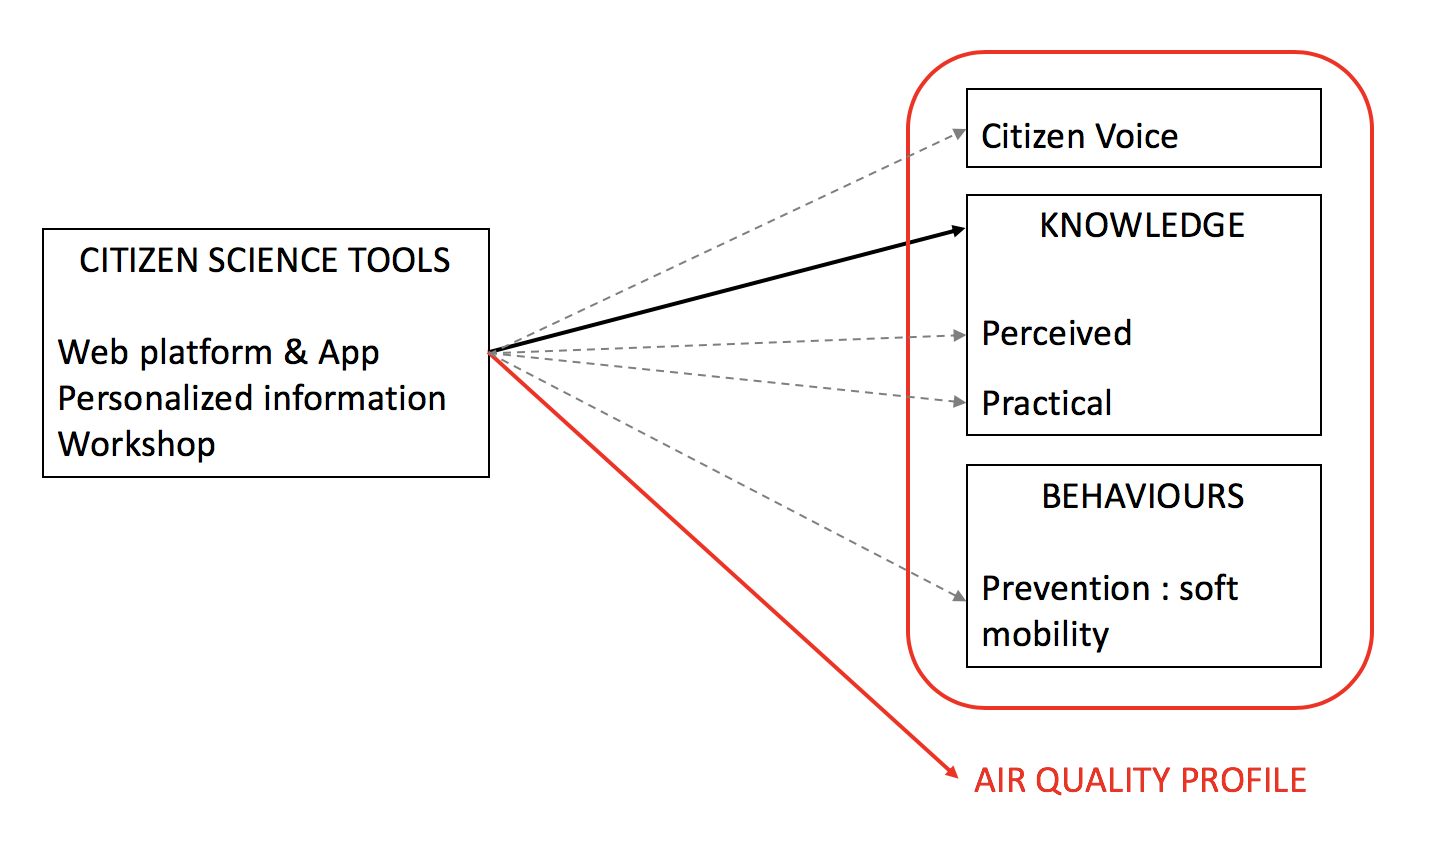 CITIZEN SCIENCE TOOLS
Web platform & App
Personalized information
Workshop
Citizen Voice
KNOWLEDGE
Perceived
Practical
BEHAVIOURS
Prevention : soft
mobility
AIR QUALITY PROFILE